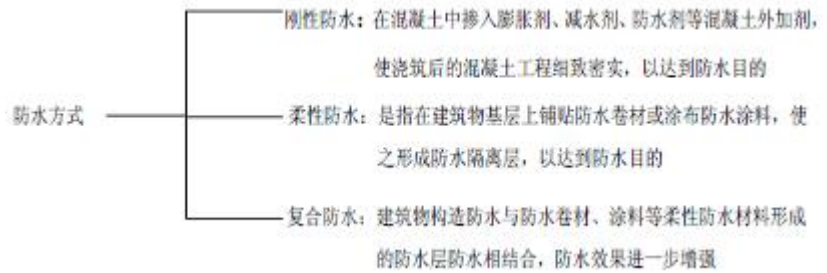 刚性防水：在混凝土中掺入膨胀剂、减水剂、防水剂等混凝土外加剂，
使浇筑后的混凝土工程细致密实，以达到防水目的
防水方式
柔性防水：是指在建筑物基层上铺贴防水卷材或涂布防水涂料，使
之形成防水隔离层，以达到防水目的
复合防水：建筑物构造防水与防水卷材、涂料等柔性防水材料形成
的防水层防水相结合，防水效果进一步增强